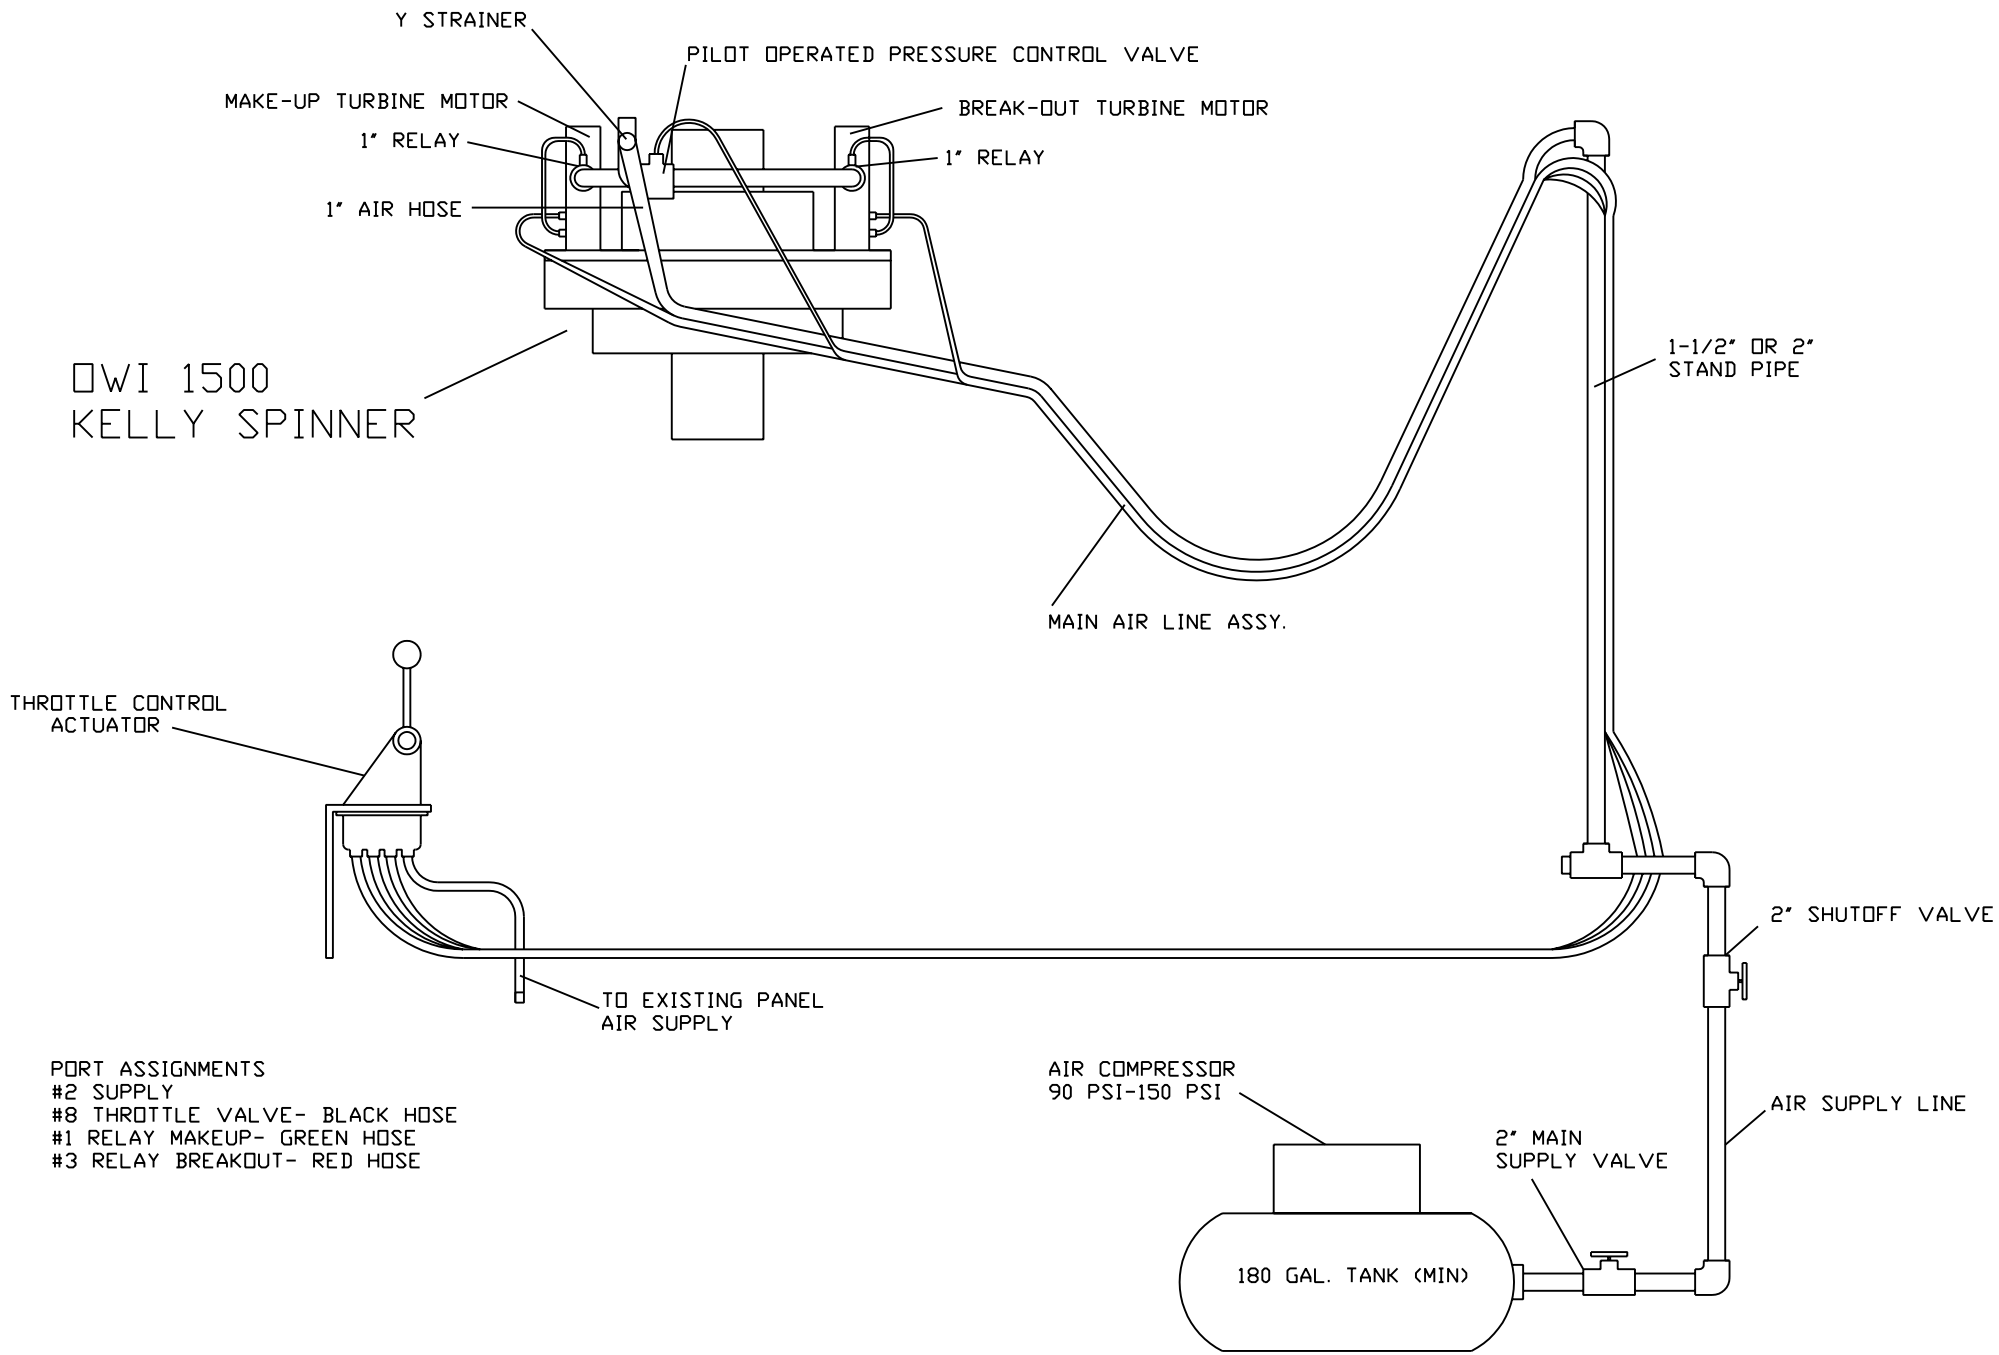 Y STRAINER
PILOT OPERATED PRESSURE CONTROL VALVE
MAKE-UP TURBINE MOTOR
BREAK-OUT TURBINE MOTOR
1" RELAY
1" RELAY
1" AIR HOSE
1-1/2" OR 2"
STAND PIPE
OWI 1500
KELLY SPINNER
MAIN AIR LINE ASSY.
THROTTLE CONTROL
ACTUATOR
2" SHUTOFF VALVE
TO EXISTING PANEL
AIR SUPPLY
PORT ASSIGNMENTS
#2 SUPPLY
#8 THROTTLE VALVE- BLACK HOSE
#1 RELAY MAKEUP- GREEN HOSE
#3 RELAY BREAKOUT- RED HOSE
AIR COMPRESSOR
90 PSI-150 PSI
AIR SUPPLY LINE
2" MAIN
SUPPLY VALVE
180 GAL. TANK (MIN)